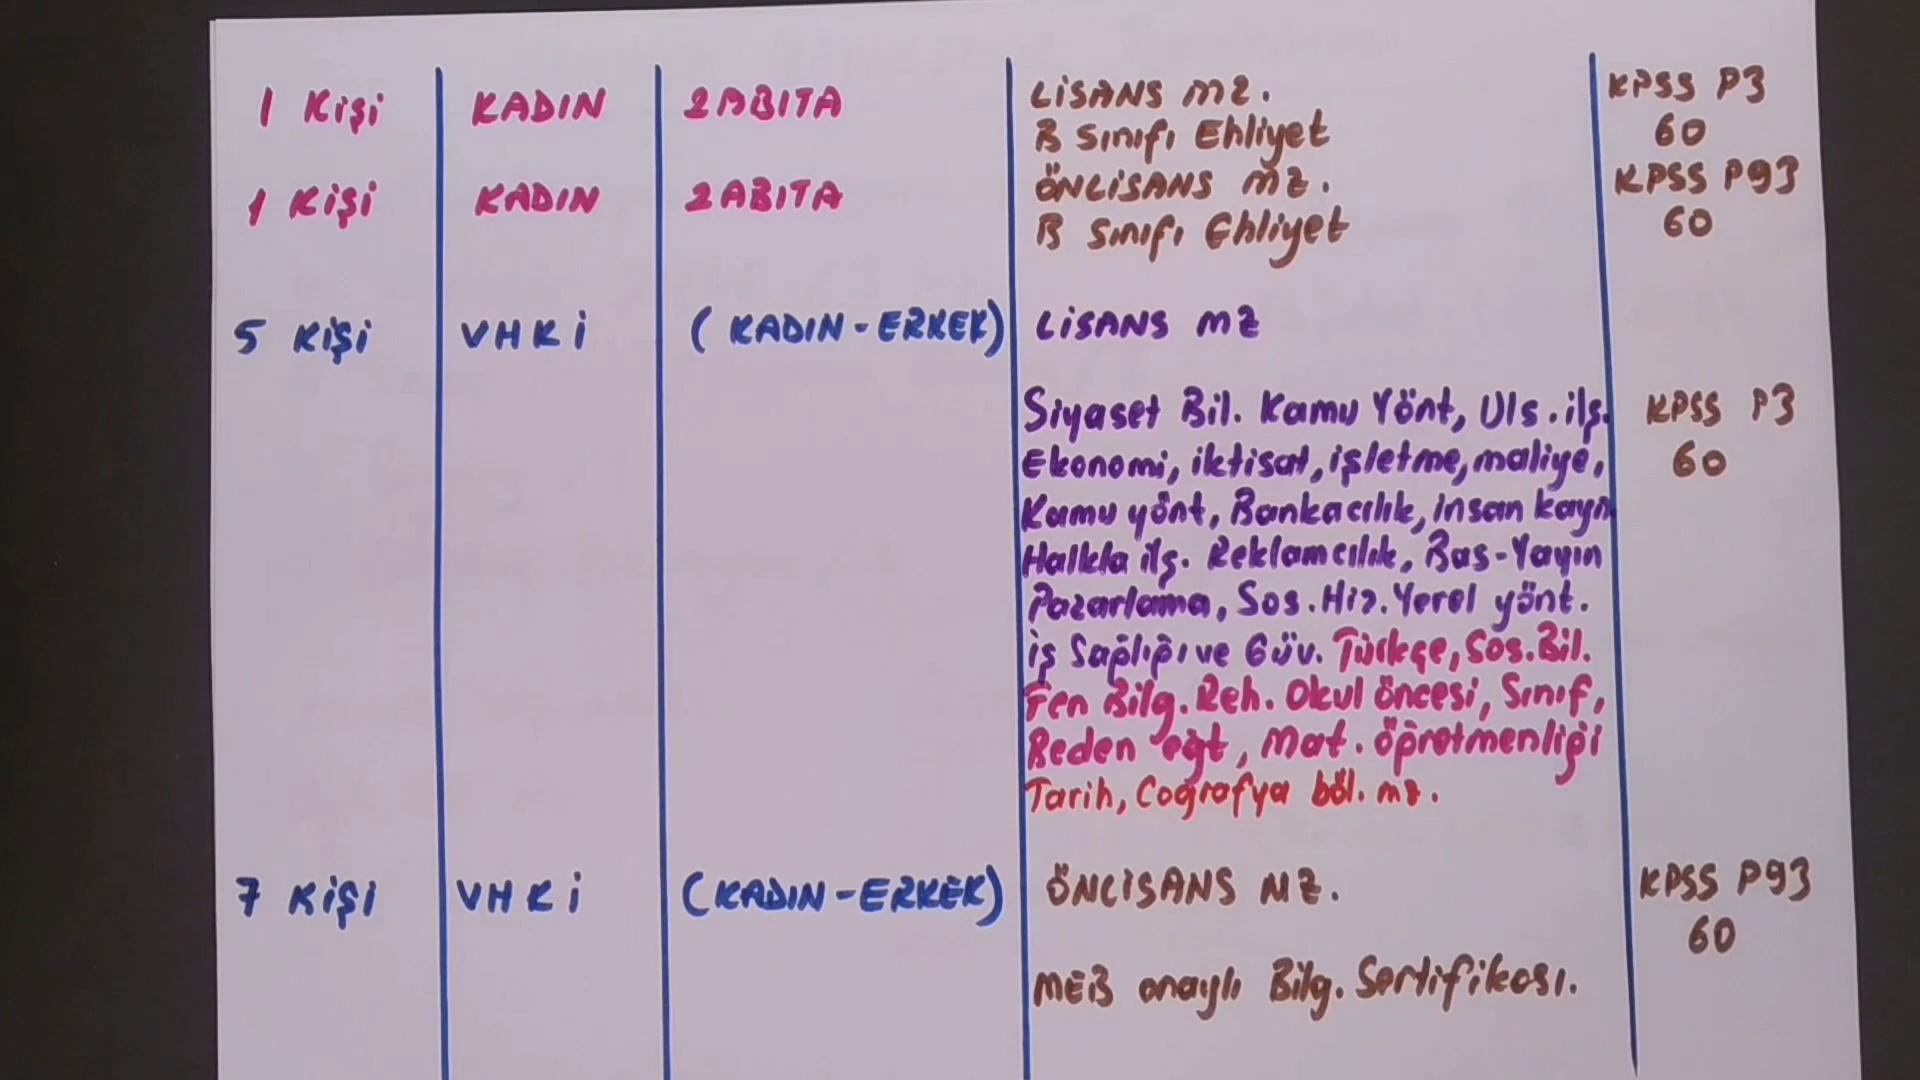 1 Kişi KADIN ZABITA LİSANS MZ. KPSS P3
B Sınıfı Ehliyet 60
1 Kişi KADIN ZABITA ÖNLİSANS MZ. KPSS P93
B Sınıfı Ehliyet 60
5 Kişi VHKİ (KADIN-ERKEK) LİSANS MZ
Siyaset Bil. Kamu Yönt, Uls. ilş. KPSS P3
Ekonomi, iktisat, işletme, maliye, 60
Kamu yönt, Bankacılık, insan kayn
Halkla ilş. Reklamcılık, Bas-Yayın
Pazarlama, Sos. Hiz. Yerel yönt.
iş Sağlığı ve Güv. Türkçe, Sos. Bil.
Fen Bilg. Reh. Okul öncesi, Sınıf,
Beden eğt, Mat. öğretmenliği
Tarih, Coğrafya böl. mz.
7 Kişi VHKİ (KADIN-ERKEK) ÖNLİSANS MZ. KPSS P93
60
MEB onaylı Bilg. Sertifikası.